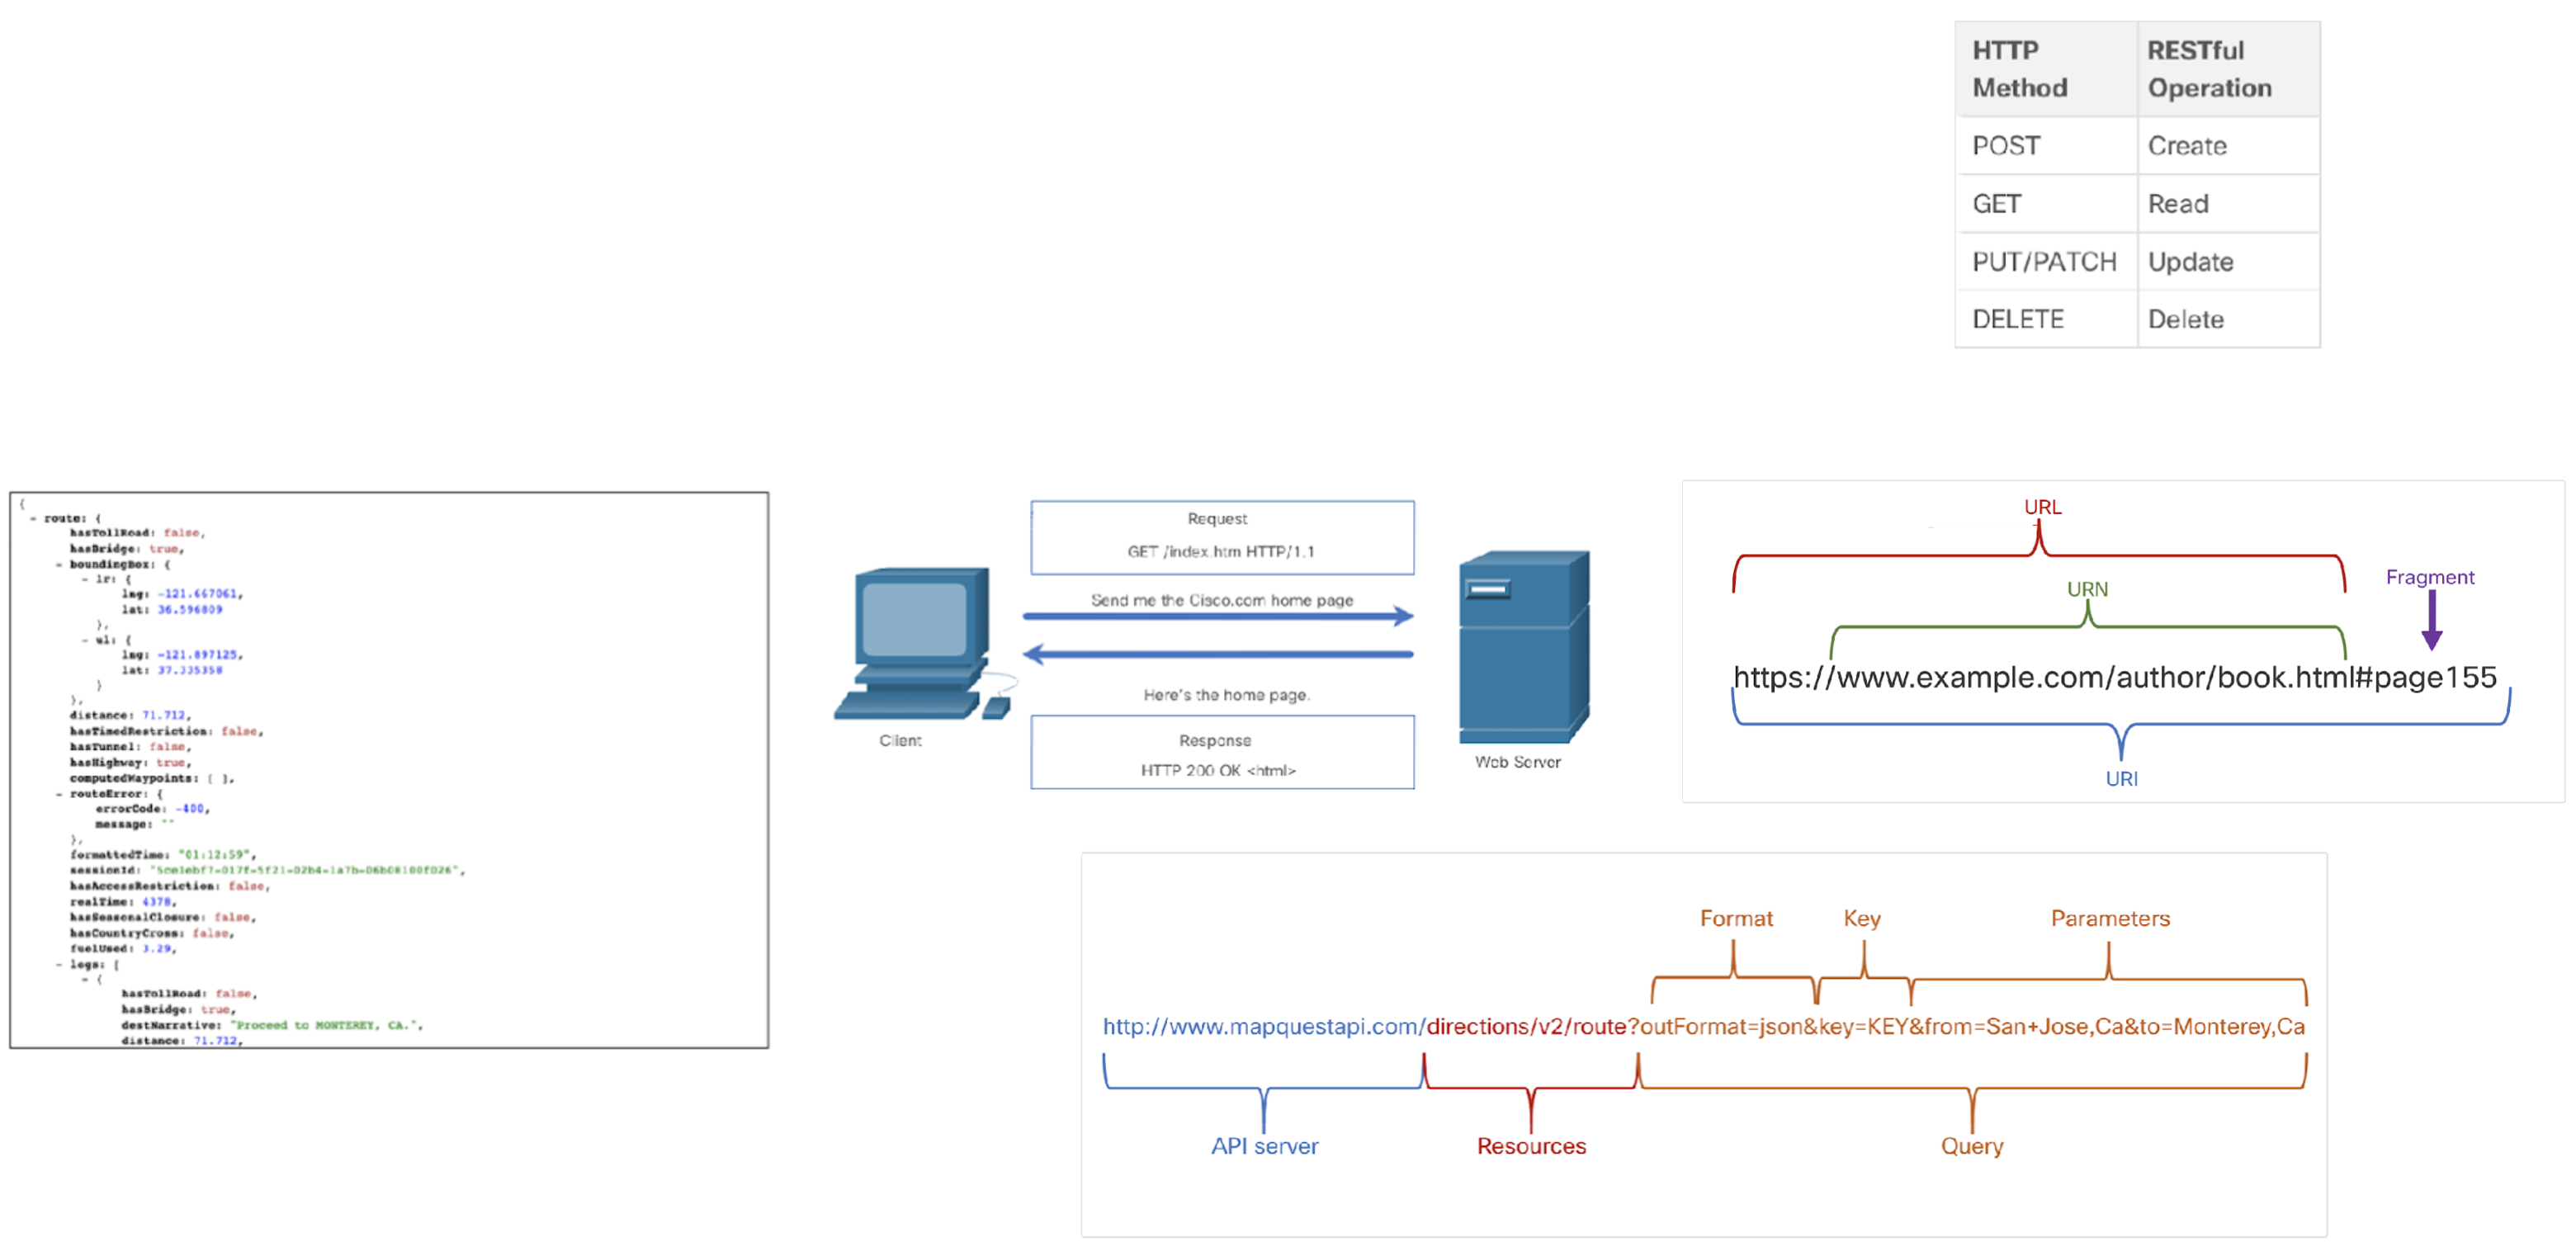 HTTP Method
RESTful Operation
POST
Create
GET
Read
PUT/PATCH
Update
DELETE
Delete
{
- route: {
hasTollRoad: false,
hasBridge: true,
- boundingBox: {
- lr: {
lng: -121.667061,
lat: 36.596809
},
- ul: {
lng: -121.897125,
lat: 37.335358
}
},
distance: 71.712,
hasTimedRestriction: false,
hasTunnel: false,
hasHighway: true,
computedWaypoints: [ ],
- routeError: {
errorCode: -400,
message: ""
},
formattedTime: "01:12:59",
sessionId:
hasAccessRestriction: false,
realTime: 4378,
hasSeasonalClosure: false,
hasCountryCross: false,
fuelUsed: 3.29,
- legs: [
- {
hasTollRoad: false,
hasBridge: true,
destNarrative: "Proceed to MONTEREY, CA.",
distance: 71.712,
Request
GET /index.htm HTTP/1.1
Send me the Cisco.com home page
Here's the home page.
Response
HTTP 200 OK <html>
Client
Web Server
URL
URN
Fragment
https://www.example.com/author/book.html#page155
URI
Format
Key
Parameters
http://www.mapquestapi.com/directions/v2/route?outFormat=json&key=KEY&from=San+Jose,Ca&to=Monterey,Ca
API server
Resources
Query